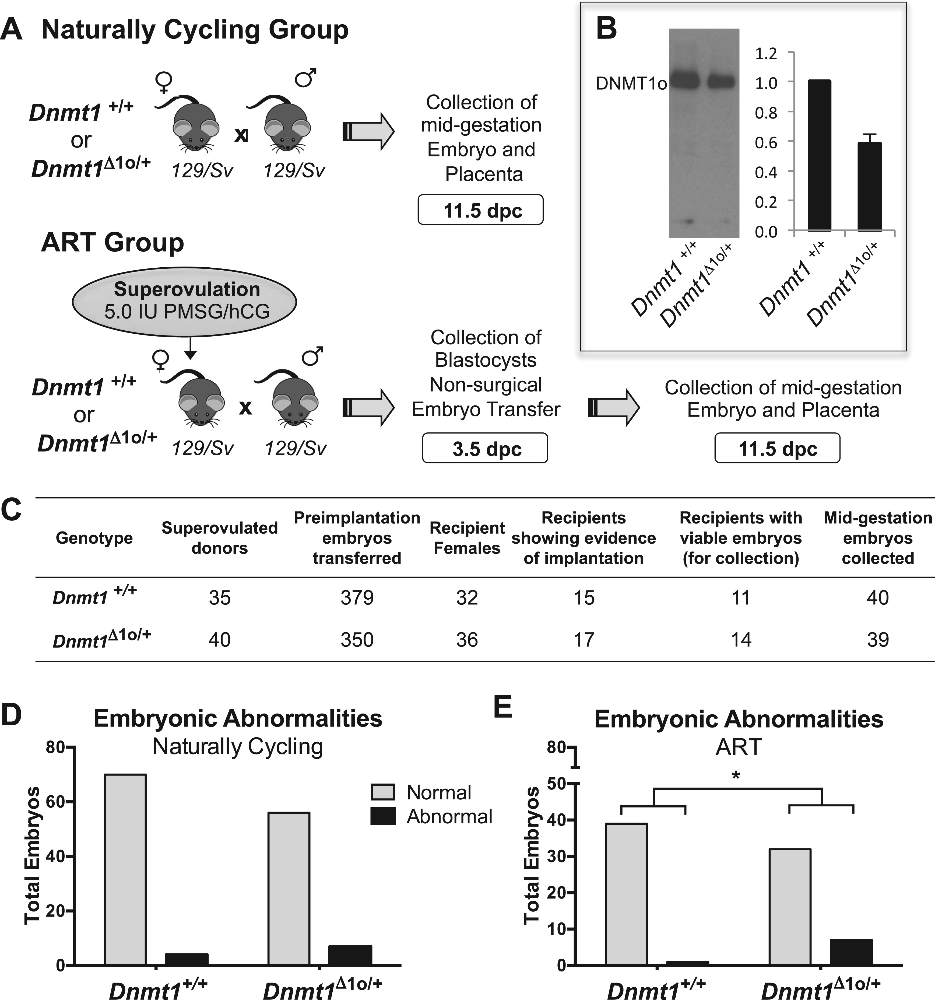 A Naturally Cycling Group
♀ ♂
Dnmt1 +/+
or
Dnmt1Δ1o/+
x
129/Sv 129/Sv
Collection of
mid-gestation
Embryo and
Placenta
11.5 dpc
ART Group
Superovulation
5.0 IU PMSG/hCG
♀ ♂
Dnmt1 +/+
or
Dnmt1Δ1o/+
x
129/Sv 129/Sv
Collection of
Blastocysts
Non-surgical
Embryo Transfer
3.5 dpc
Collection of mid-gestation
Embryo and Placenta
11.5 dpc
B
DNMT1o
Dnmt1 +/+
Dnmt1Δ1o/+
1.2
1.0
0.8
0.6
0.4
0.2
0.0
Dnmt1 +/+
Dnmt1Δ1o/+
C
Genotype
Superovulated
donors
Preimplantation
embryos
transferred
Recipient
Females
Recipients
showing evidence
of implantation
Recipients with
viable embryos
(for collection)
Mid-gestation
embryos
collected
Dnmt1 +/+ 35 379 32 15 11 40
Dnmt1Δ1o/+ 40 350 36 17 14 39
D
Embryonic Abnormalities
Naturally Cycling
Total Embryos
80
60
40
20
0
Dnmt1+/+ Dnmt1Δ1o/+
Normal
Abnormal
E
Embryonic Abnormalities
ART
Total Embryos
80
50
40
30
20
10
0
*
Dnmt1+/+ Dnmt1Δ1o/+